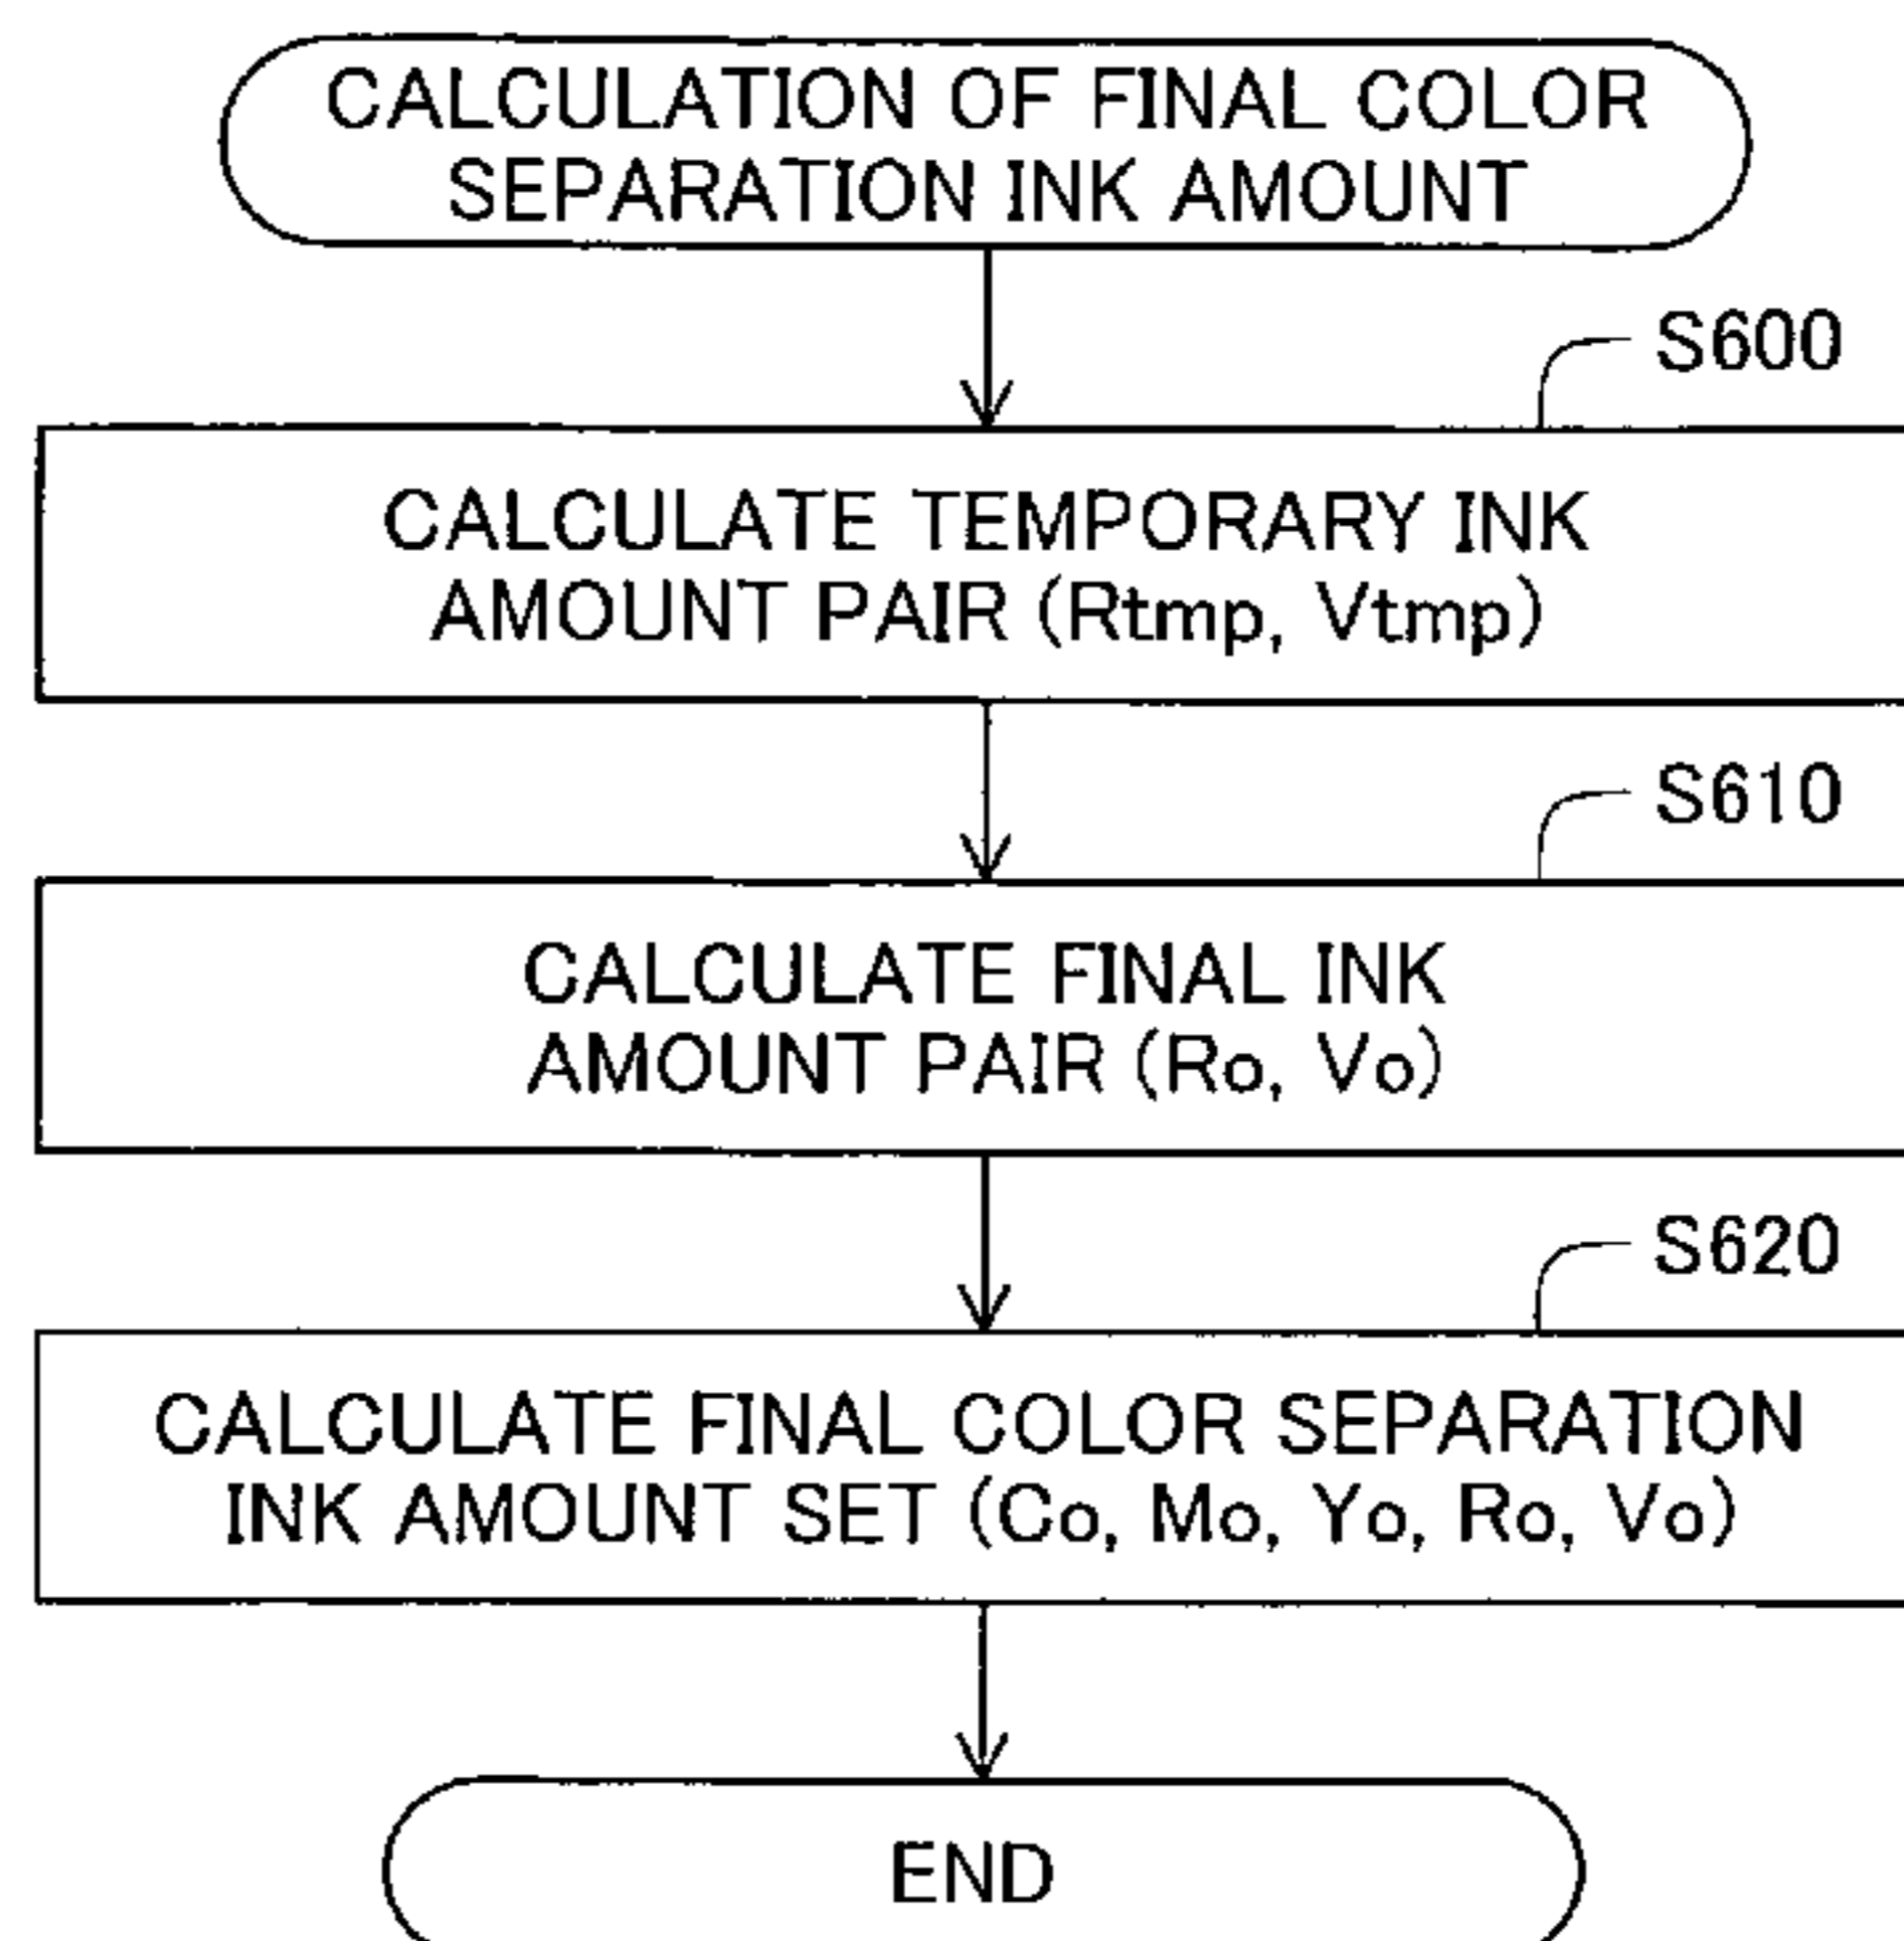 CALCULATION OF FINAL COLOR
SEPARATION INK AMOUNT
S600
CALCULATE TEMPORARY INK
AMOUNT PAIR (Rtmp, Vtmp)
S610
CALCULATE FINAL INK
AMOUNT PAIR (Ro, Vo)
S620
CALCULATE FINAL COLOR SEPARATION
INK AMOUNT SET (Co, Mo, Yo, Ro, Vo)
END